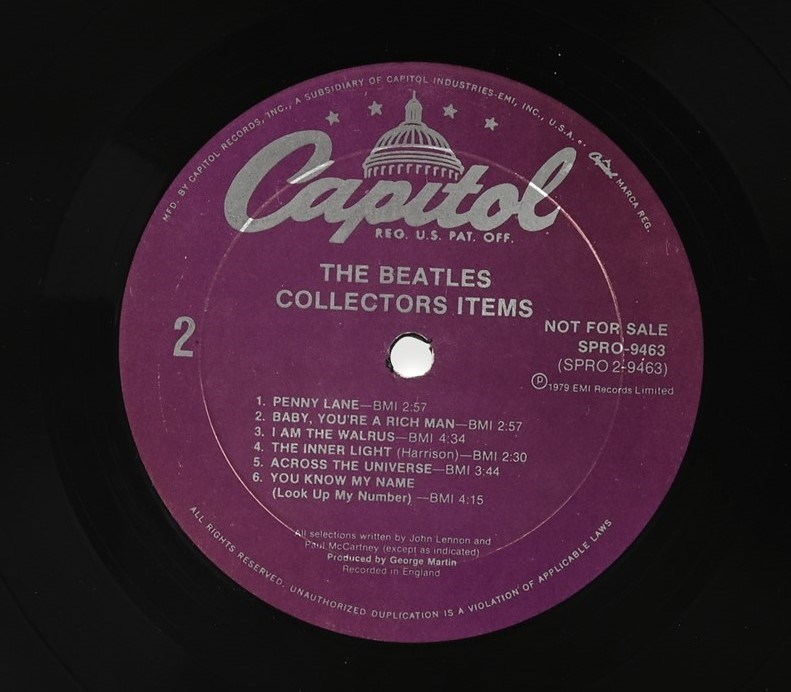 MFD. BY CAPITOL RECORDS, INC., A SUBSIDIARY OF CAPITOL INDUSTRIES-EMI, INC., U.S.A. • Capitol MARCA REG.
Capitol
REG. U.S. PAT. OFF.
THE BEATLES
COLLECTORS ITEMS
2
NOT FOR SALE
SPRO-9463
(SPRO 2-9463)
Ⓟ1979 EMI Records Limited
1. PENNY LANE—BMI 2:57
2. BABY, YOU'RE A RICH MAN—BMI 2:57
3. I AM THE WALRUS—BMI 4:34
4. THE INNER LIGHT (Harrison)—BMI 2:30
5. ACROSS THE UNIVERSE—BMI 3:44
6. YOU KNOW MY NAME
(Look Up My Number) —BMI 4:15
All selections written by John Lennon and
Paul McCartney (except as indicated)
Produced by George Martin
Recorded in England
ALL RIGHTS RESERVED. UNAUTHORIZED DUPLICATION IS A VIOLATION OF APPLICABLE LAWS